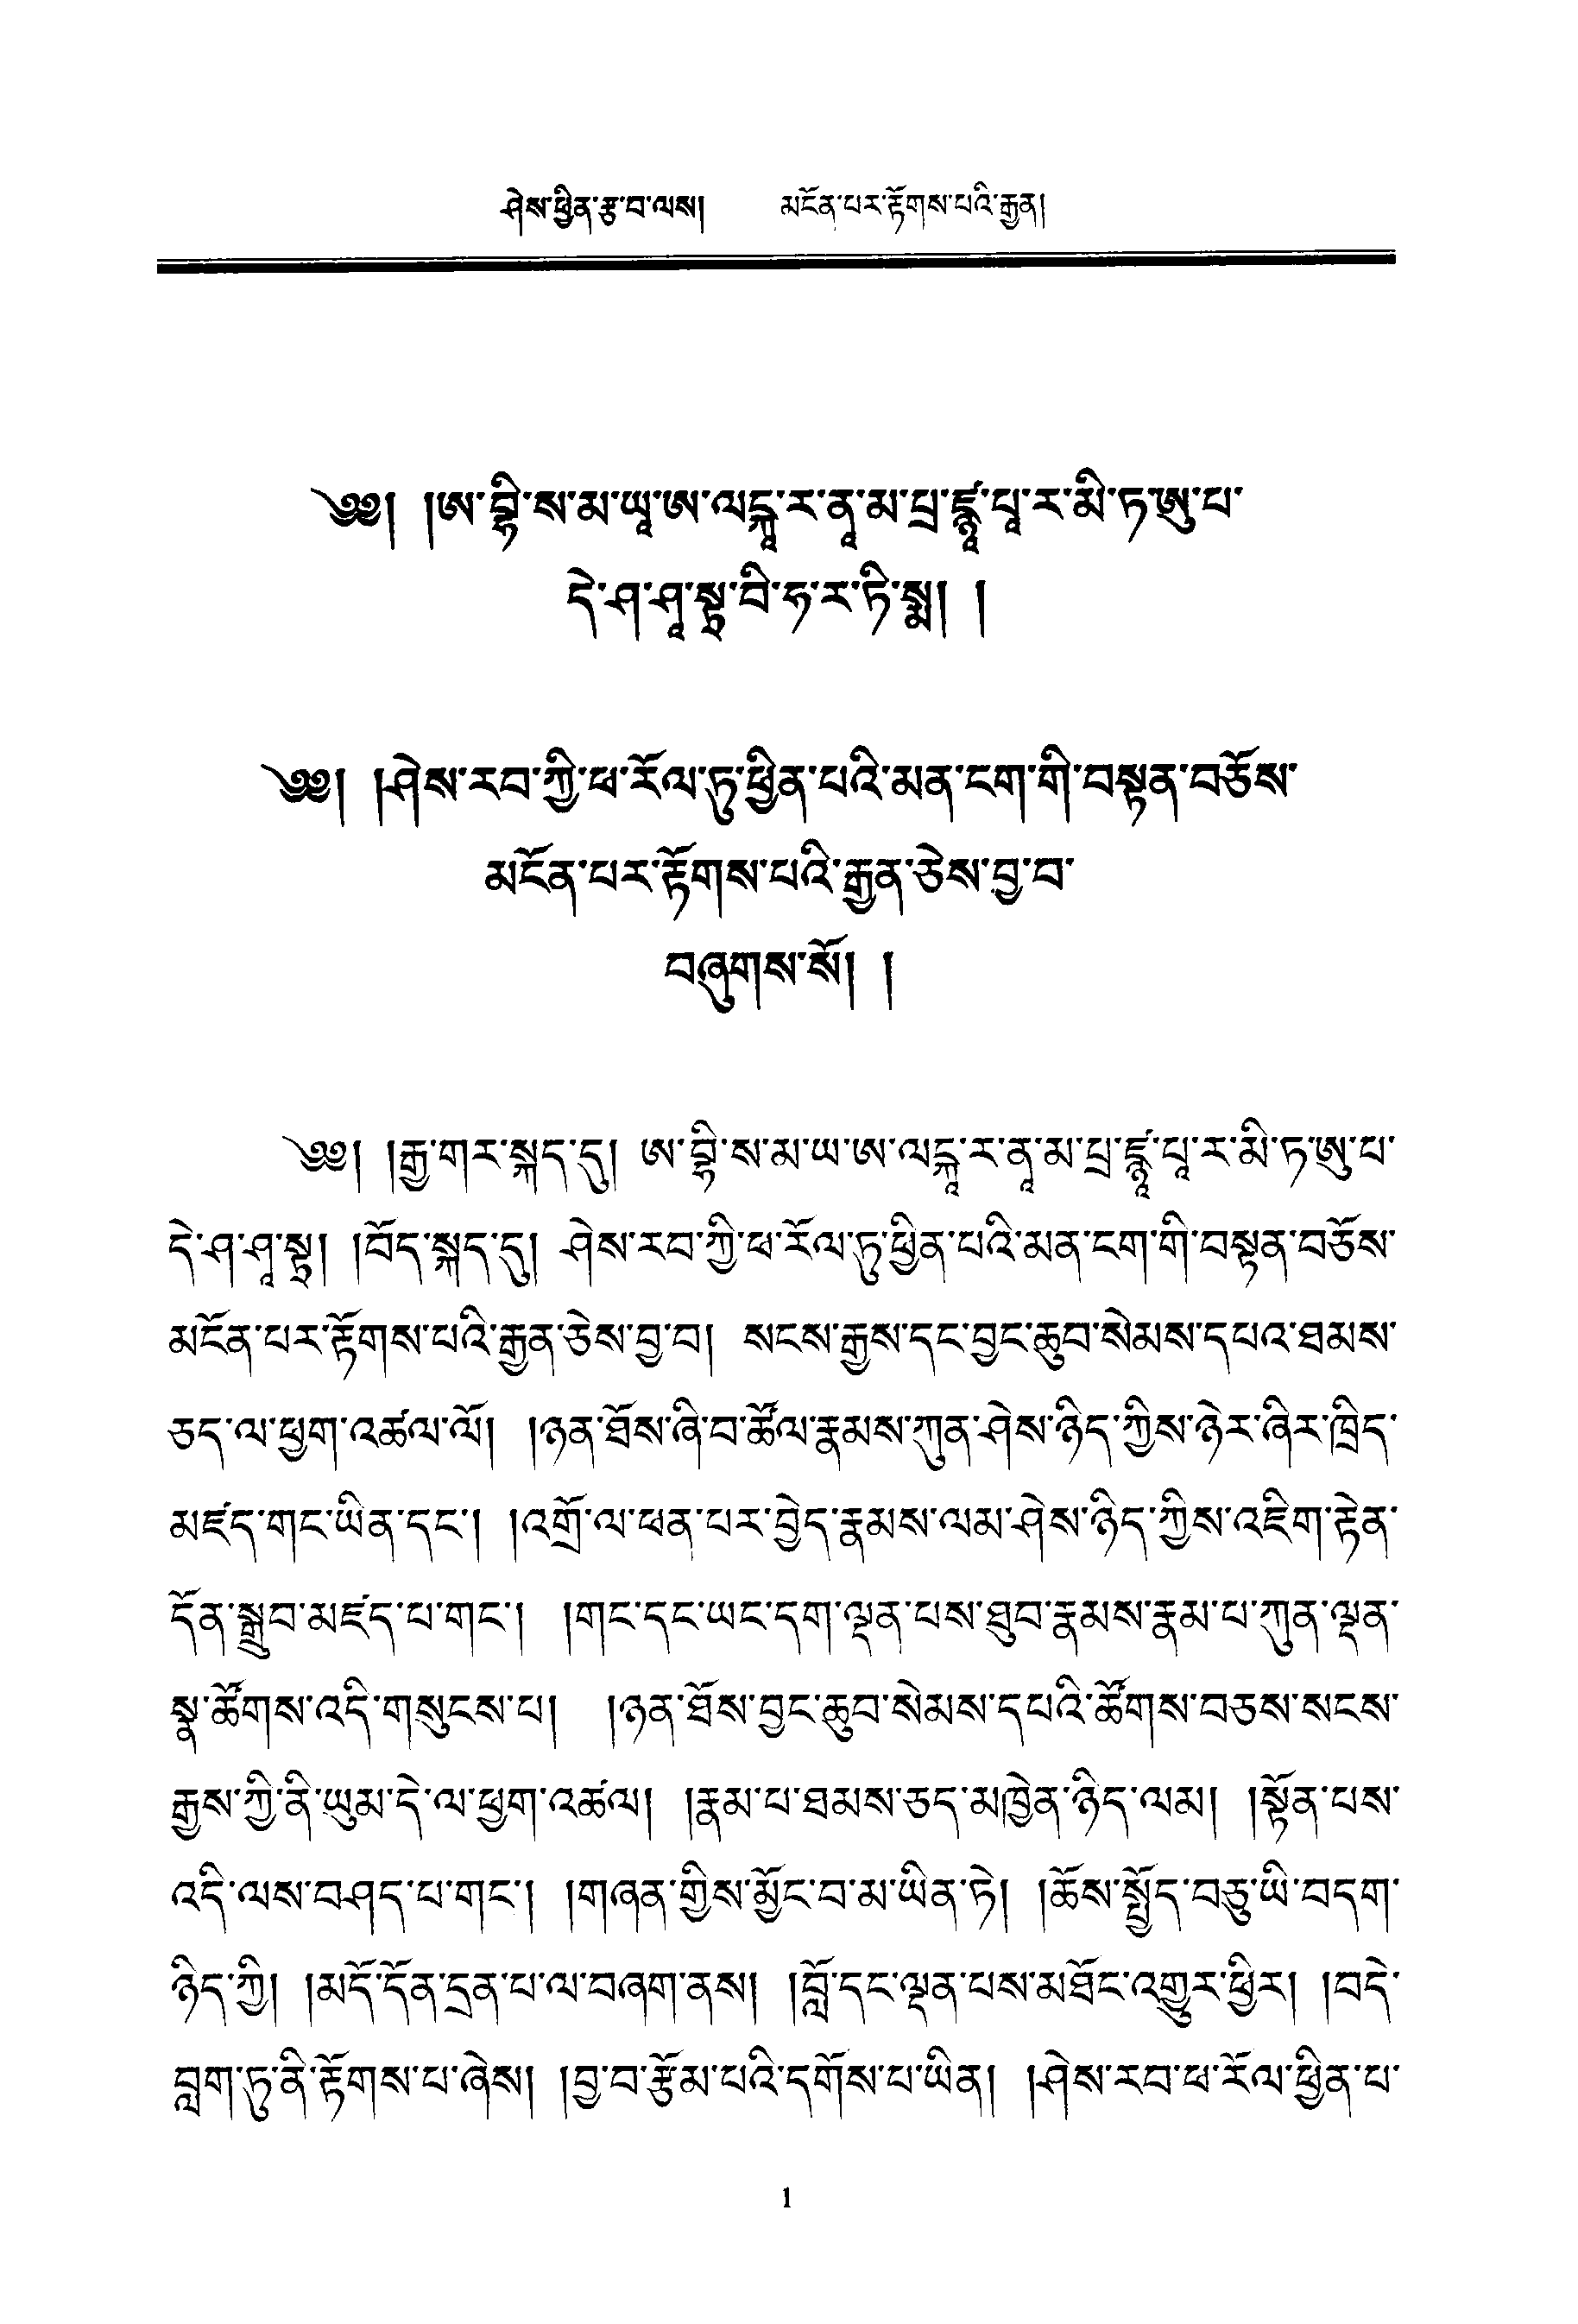 ཤེས་ཕྱིན་རྩ་བ་ལས། མངོན་པར་རྟོགས་པའི་རྒྱན།
༄༅། །ཨ་བྷི་ས་མ་ཡཱ་ཨ་ལངྐཱ་ར་ནཱ་མ་པྲ་ཛྙཱ་པཱ་ར་མི་ཏ་ཨུ་པ་
དེ་ཤ་ཤཱ་སྟྲ་བི་ཧ་ར་ཏི་སྨ། །
༄༅། །ཤེས་རབ་ཀྱི་ཕ་རོལ་ཏུ་ཕྱིན་པའི་མན་ངག་གི་བསྟན་བཅོས་
མངོན་པར་རྟོགས་པའི་རྒྱན་ཅེས་བྱ་བ་
བཞུགས་སོ། །
༄༅། །རྒྱ་གར་སྐད་དུ། ཨ་བྷི་ས་མ་ཡ་ཨ་ལངྐཱ་ར་ནཱ་མ་པྲ་ཛྙཱ་པཱ་ར་མི་ཏ་ཨུ་པ་
དེ་ཤ་ཤཱ་སྟྲ། །བོད་སྐད་དུ། ཤེས་རབ་ཀྱི་ཕ་རོལ་ཏུ་ཕྱིན་པའི་མན་ངག་གི་བསྟན་བཅོས་
མངོན་པར་རྟོགས་པའི་རྒྱན་ཅེས་བྱ་བ། སངས་རྒྱས་དང་བྱང་ཆུབ་སེམས་དཔའ་ཐམས་
ཅད་ལ་ཕྱག་འཚལ་ལོ། །ཉན་ཐོས་ཞི་བ་ཚོལ་རྣམས་ཀུན་ཤེས་ཉིད་ཀྱིས་ཉེར་ཞིར་ཁྲིད་
མཛད་གང་ཡིན་དང་། །འགྲོ་ལ་ཕན་པར་བྱེད་རྣམས་ལམ་ཤེས་ཉིད་ཀྱིས་འཇིག་རྟེན་
དོན་སྒྲུབ་མཛད་པ་གང་། །གང་དང་ཡང་དག་ལྡན་པས་ཐུབ་རྣམས་རྣམ་པ་ཀུན་ལྡན་
སྣ་ཚོགས་འདི་གསུངས་པ། །ཉན་ཐོས་བྱང་ཆུབ་སེམས་དཔའི་ཚོགས་བཅས་སངས་
རྒྱས་ཀྱི་ནི་ཡུམ་དེ་ལ་ཕྱག་འཚལ། །རྣམ་པ་ཐམས་ཅད་མཁྱེན་ཉིད་ལམ། །སྟོན་པས་
འདི་ལས་བཤད་པ་གང་། །གཞན་གྱིས་མྱོང་བ་མ་ཡིན་ཏེ། །ཆོས་སྤྱོད་བཅུ་ཡི་བདག་
ཉིད་ཀྱི། །མདོ་དོན་དྲན་པ་ལ་བཞག་ནས། །བློ་དང་ལྡན་པས་མཐོང་འགྱུར་ཕྱིར། །བདེ་
བླག་ཏུ་ནི་རྟོགས་པ་ཞེས། །བྱ་བ་རྩོམ་པའི་དགོས་པ་ཡིན། །ཤེས་རབ་ཕ་རོལ་ཕྱིན་པ་
1